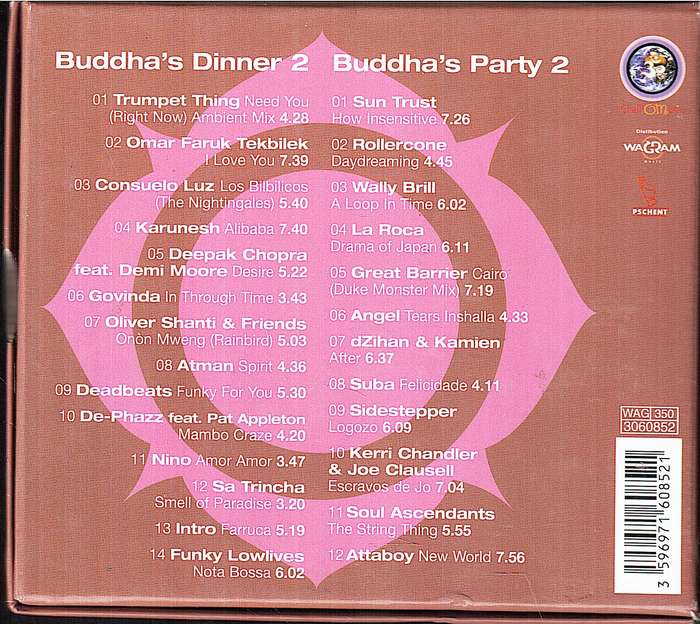 Buddha's Dinner 2
01 Trumpet Thing Need You
(Right Now) Ambient Mix 4.28
02 Omar Faruk Tekbilek
I Love You 7.39
03 Consuelo Luz Los Bilbilicos
(The Nightingales) 5.40
04 Karunesh Alibaba 7.40
05 Deepak Chopra
feat. Demi Moore Desire 5.22
06 Govinda In Through Time 3.43
07 Oliver Shanti & Friends
Onòn Mweng (Rainbird) 5.03
08 Atman Spirit 4.36
09 Deadbeats Funky For You 5.30
10 De-Phazz feat. Pat Appleton
Mambo Craze 4.20
11 Nino Amor Amor 3.47
12 Sa Trincha
Smell of Paradise 3.20
13 Intro Farruca 5.19
14 Funky Lowlives
Nota Bossa 6.02
Buddha's Party 2
01 Sun Trust
How Insensitive 7.26
02 Rollercone
Daydreaming 4.45
03 Wally Brill
A Loop In Time 6.02
04 La Roca
Drama of Japan 6.11
05 Great Barrier Cairo
(Duke Monster Mix) 7.19
06 Angel Tears Inshalla 4.33
07 dZihan & Kamien
After 6.37
08 Suba Felicidade 4.11
09 Sidestepper
Logozo 6.09
10 Kerri Chandler
& Joe Clausell
Escravos de Jo 7.04
11 Soul Ascendants
The String Thing 5.55
12 Attaboy New World 7.56
Distribution
WAGRAM
MUSIC
PSCHENT
WAG 350
3060852
3 596971 608521